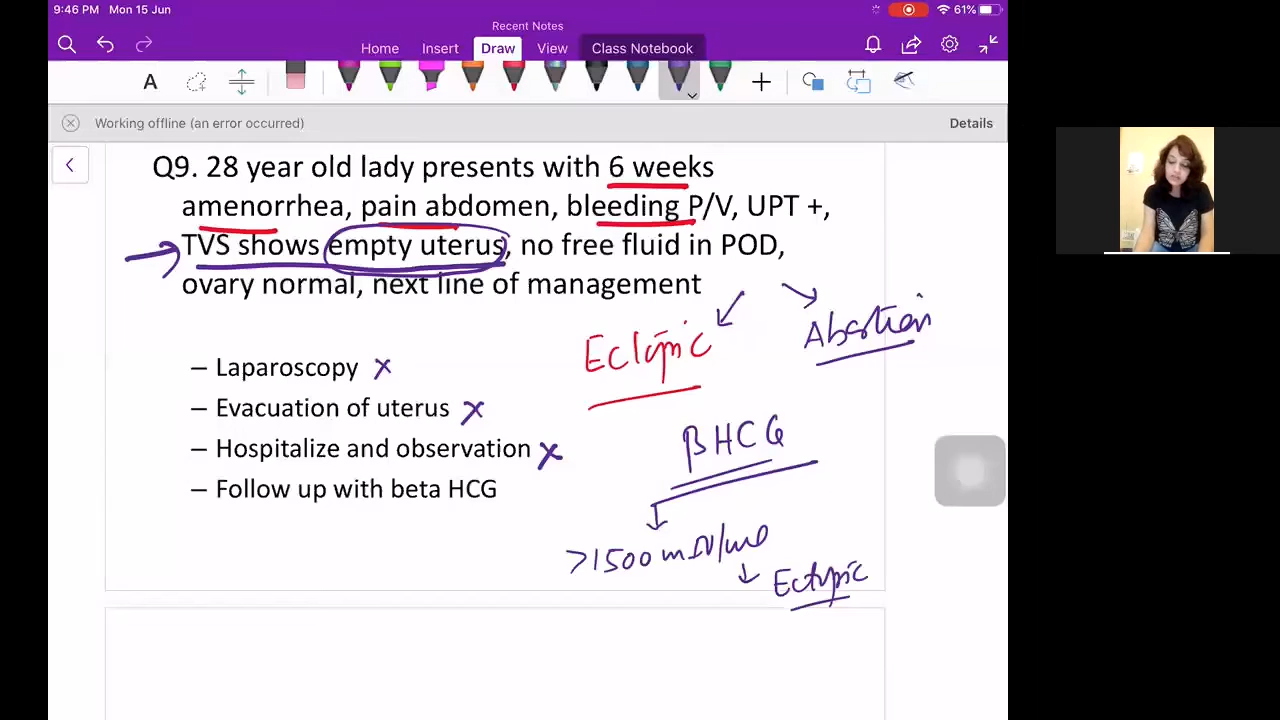 9:46 PM Mon 15 Jun
61%
Recent Notes
Home Insert Draw View Class Notebook
A
Working offline (an error occurred)
Details
Q9. 28 year old lady presents with 6 weeks
amenorrhea, pain abdomen, bleeding P/V, UPT +,
TVS shows empty uterus, no free fluid in POD,
ovary normal, next line of management
Abortion
Ectopic
– Laparoscopy x
– Evacuation of uterus x
– Hospitalize and observation x
– Follow up with beta HCG
βHCG
>1500 mIU/ml
Ectopic